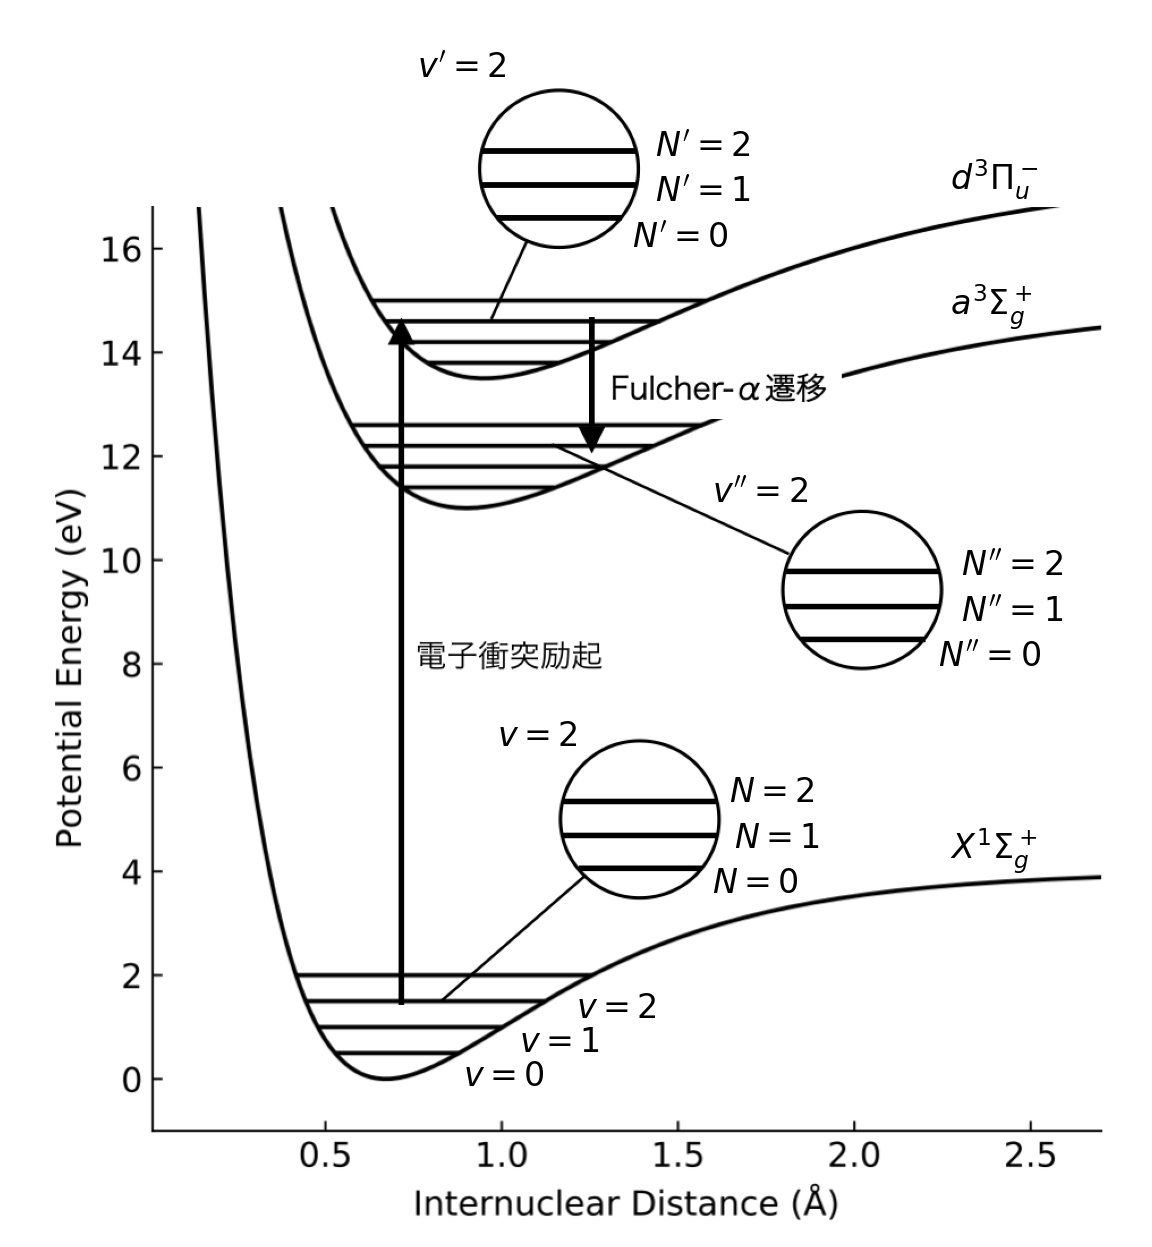 v′ = 2
N′ = 2
N′ = 1
N′ = 0
d³Π⁻ᵤ
a³Σ⁺g
16
14
Fulcher-α遷移
12
v″ = 2
10
N″ = 2
N″ = 1
N″ = 0
8
電子衝突励起
6
v = 2
N = 2
N = 1
N = 0
X¹Σ⁺g
4
2
v = 2
v = 1
v = 0
0
Potential Energy (eV)
0.5 1.0 1.5 2.0 2.5
Internuclear Distance (Å)